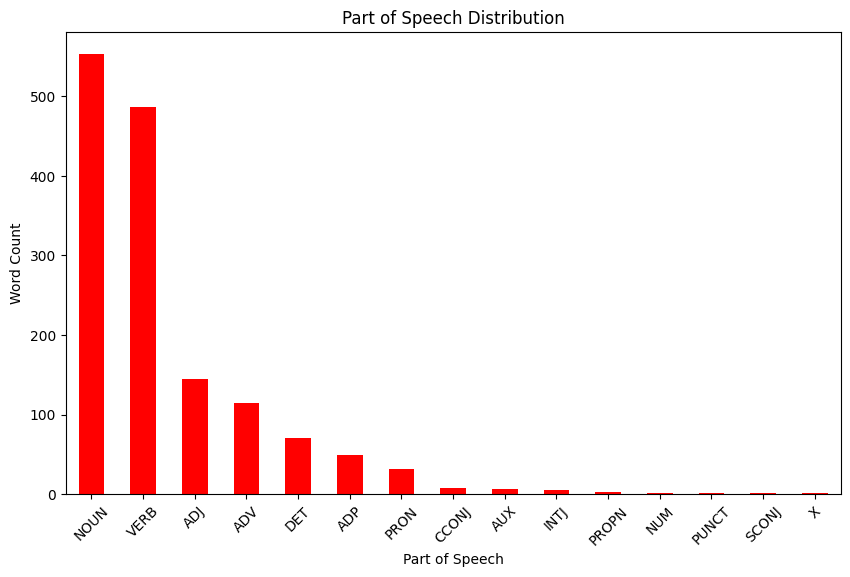 Part of Speech Distribution
Word Count
500
400
300
200
100
0
NOUN VERB ADJ ADV DET ADP PRON CCONJ AUX INTJ PROPN NUM PUNCT SCONJ X
Part of Speech